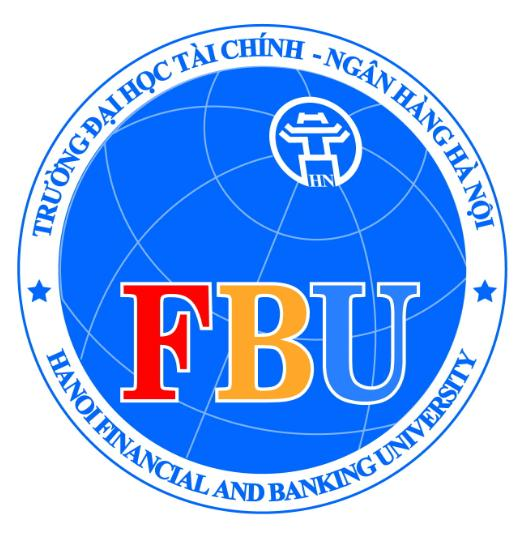 TRƯỜNG ĐẠI HỌC TÀI CHÍNH - NGÂN HÀNG HÀ NỘI
HN
FBU
HANOI FINANCIAL AND BANKING UNIVERSITY